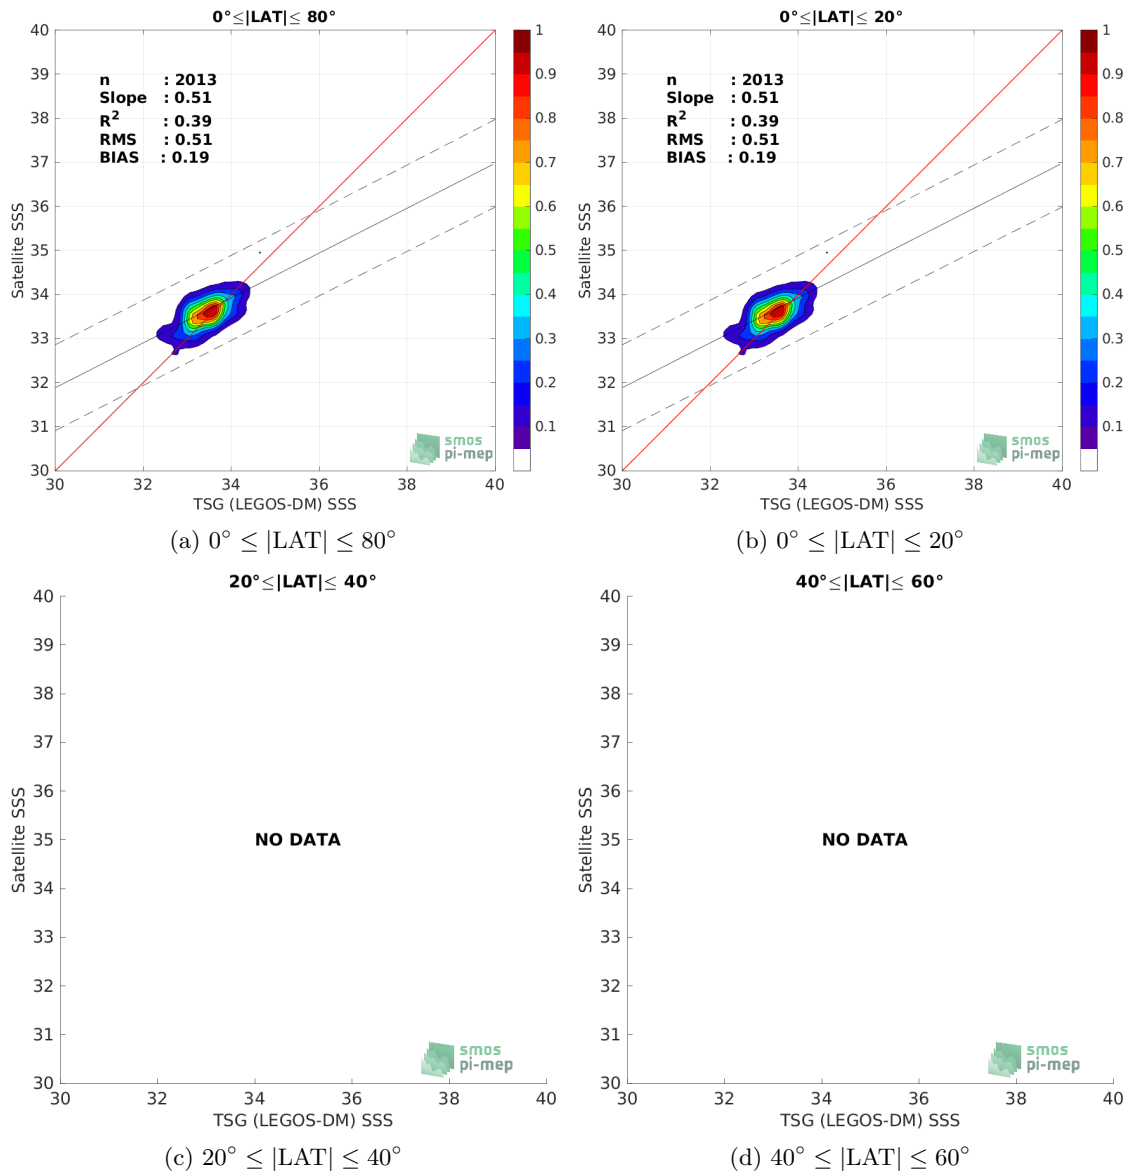 0°≤|LAT|≤ 80°
40
39
38
37
36
35
34
33
32
31
30
Satellite SSS
n : 2013
Slope : 0.51
R² : 0.39
RMS : 0.51
BIAS : 0.19
smos
pi-mep
30 32 34 36 38 40
TSG (LEGOS-DM) SSS
1
0.9
0.8
0.7
0.6
0.5
0.4
0.3
0.2
0.1
(a) 0° ≤ |LAT| ≤ 80°
0°≤|LAT|≤ 20°
40
39
38
37
36
35
34
33
32
31
30
Satellite SSS
n : 2013
Slope : 0.51
R² : 0.39
RMS : 0.51
BIAS : 0.19
smos
pi-mep
30 32 34 36 38 40
TSG (LEGOS-DM) SSS
1
0.9
0.8
0.7
0.6
0.5
0.4
0.3
0.2
0.1
(b) 0° ≤ |LAT| ≤ 20°
20°≤|LAT|≤ 40°
40
39
38
37
36
35
34
33
32
31
30
Satellite SSS
NO DATA
smos
pi-mep
30 32 34 36 38 40
TSG (LEGOS-DM) SSS
(c) 20° ≤ |LAT| ≤ 40°
40°≤|LAT|≤ 60°
40
39
38
37
36
35
34
33
32
31
30
Satellite SSS
NO DATA
smos
pi-mep
30 32 34 36 38 40
TSG (LEGOS-DM) SSS
(d) 40° ≤ |LAT| ≤ 60°